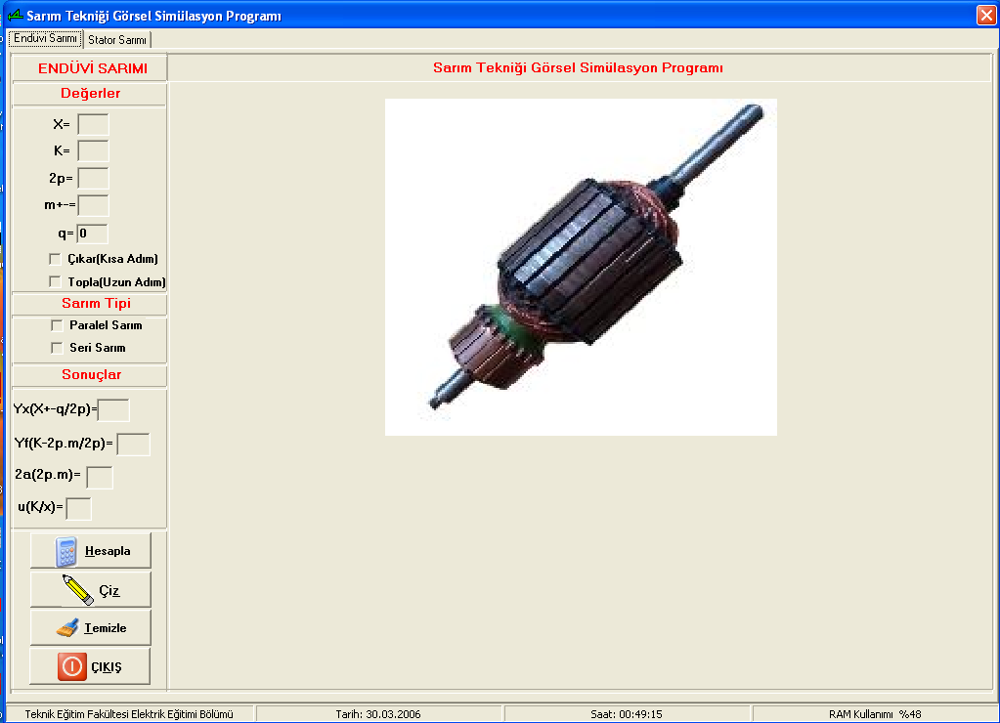 Sarım Tekniği Görsel Simülasyon Programı
Endüvi Sarımı
Stator Sarımı
ENDÜVİ SARIMI
Sarım Tekniği Görsel Simülasyon Programı
Değerler
X=
K=
2p=
m+-=
q= 0
Çıkar(Kısa Adım)
Topla(Uzun Adım)
Sarım Tipi
Paralel Sarım
Seri Sarım
Sonuçlar
Yx(X+-q/2p)=
Yf(K-2p.m/2p)=
2a(2p.m)=
u(K/x)=
Hesapla
Çiz
Temizle
ÇIKIŞ
Teknik Eğitim Fakültesi Elektrik Eğitimi Bölümü
Tarih: 30.03.2006
Saat: 00:49:15
RAM Kullanımı %48